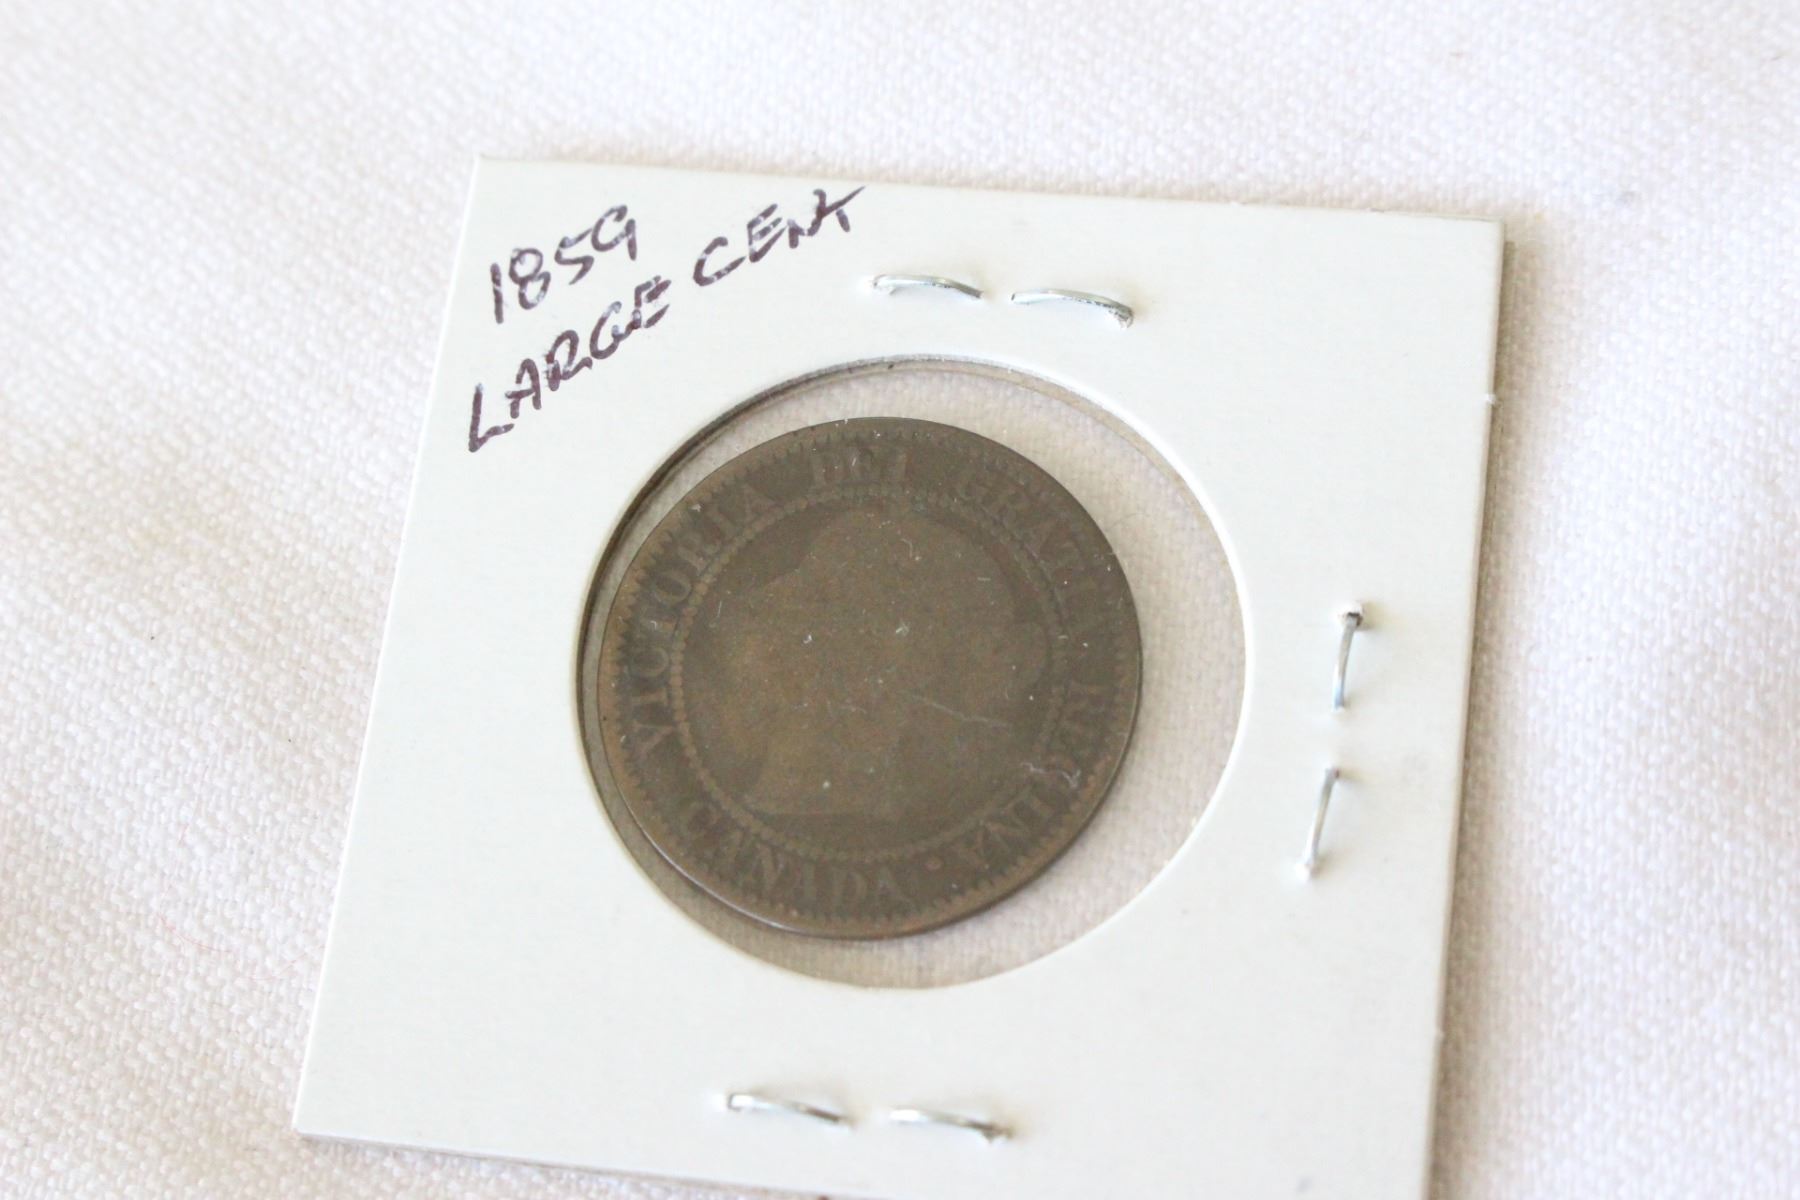 1859
LARGE CENT
VICTORIA DEI GRATIA REGINA ·
CANADA